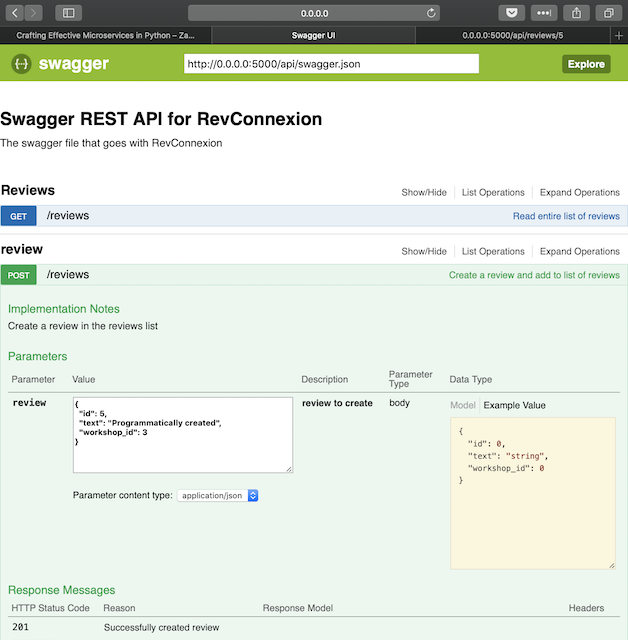 0.0.0.0
Crafting Effective Microservices in Python – Za...
Swagger UI
0.0.0.0:5000/api/reviews/5
{···} swagger
http://0.0.0.0:5000/api/swagger.json
Explore
Swagger REST API for RevConnexion
The swagger file that goes with RevConnexion
Reviews
Show/Hide
List Operations
Expand Operations
GET
/reviews
Read entire list of reviews
review
Show/Hide
List Operations
Expand Operations
POST
/reviews
Create a review and add to list of reviews
Implementation Notes
Create a review in the reviews list
Parameters
Parameter
Value
Description
Parameter
Type
Data Type
review
{
"id": 5,
"text": "Programmatically created",
"workshop_id": 3
}
review to create
body
Model
Example Value
{
"id": 0,
"text": "string",
"workshop_id": 0
}
Parameter content type:
application/json
Response Messages
HTTP Status Code
Reason
Response Model
Headers
201
Successfully created review